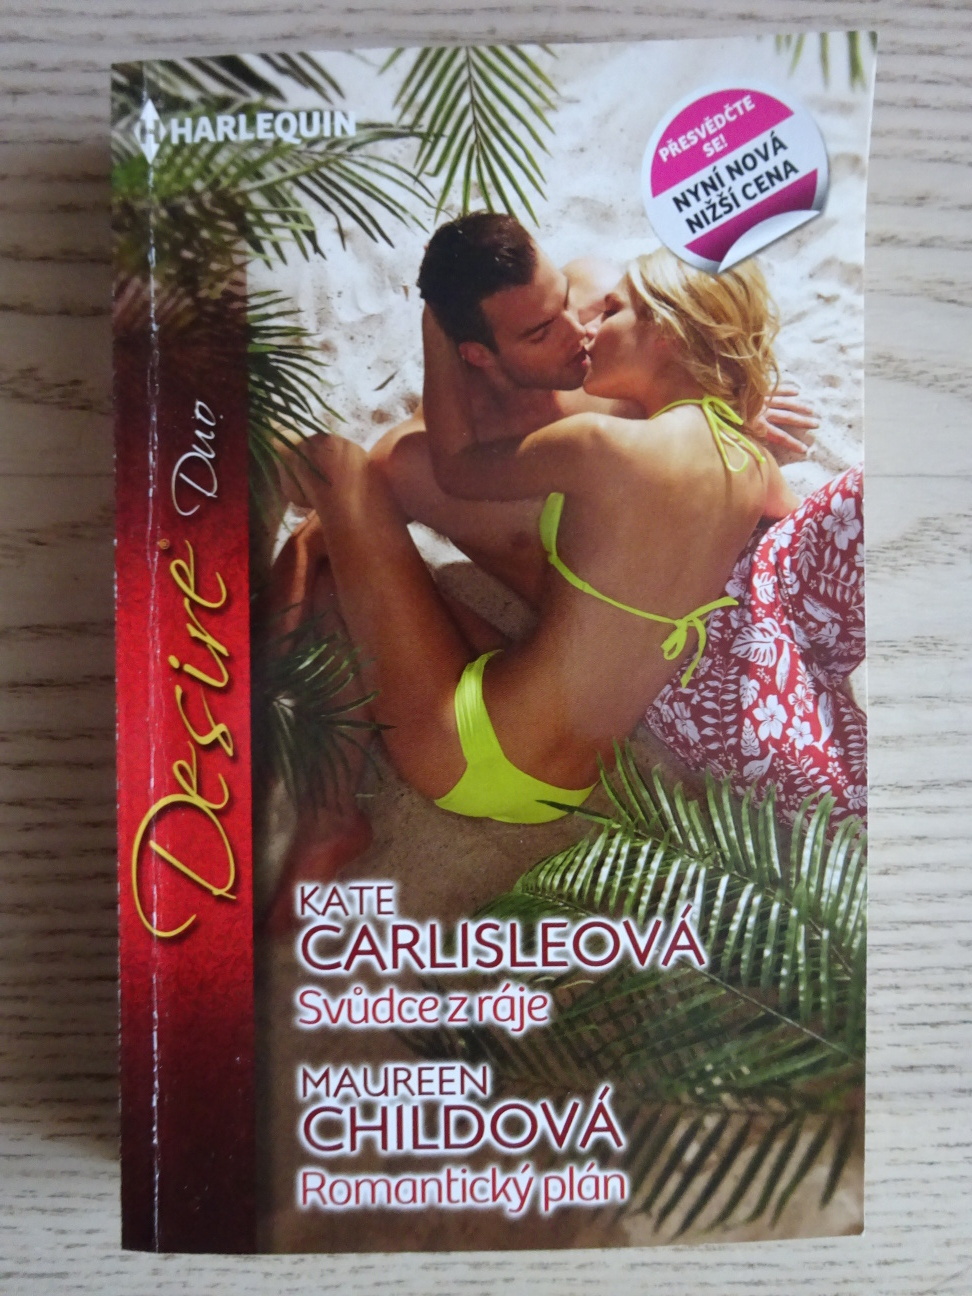 HARLEQUIN
PŘESVĚDČTE
SE!
NYNÍ NOVÁ
NIŽŠÍ CENA
Desire® Duo
KATE
CARLISLEOVÁ
Svůdce z ráje
MAUREEN
CHILDOVÁ
Romantický plán